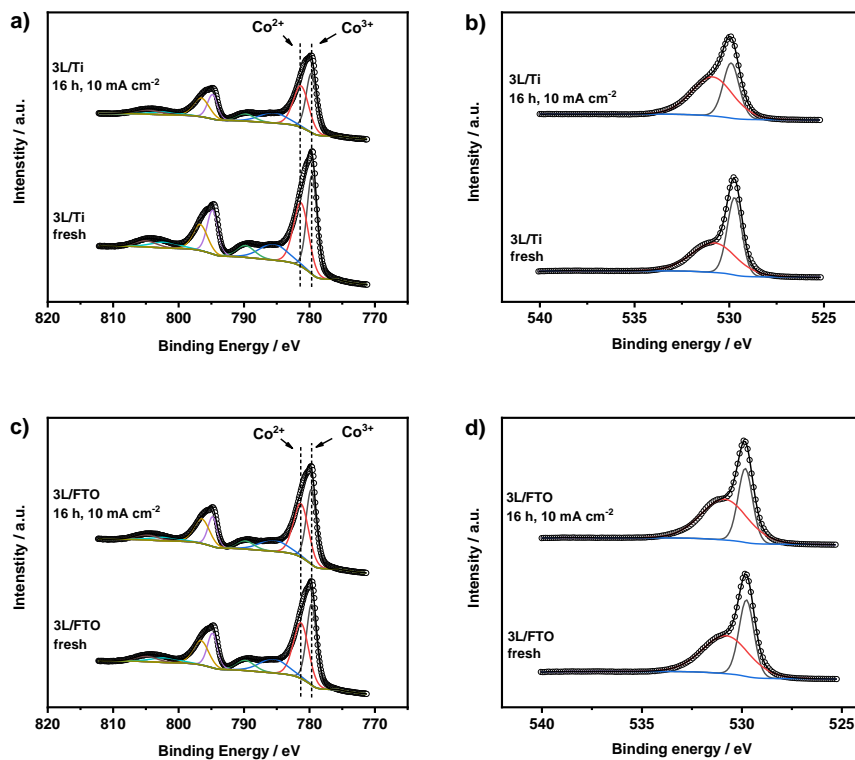 a)
Co2+
Co3+
3L/Ti
16 h, 10 mA cm-2
3L/Ti
fresh
Intenstity / a.u.
820 810 800 790 780 770
Binding Energy / eV
b)
3L/Ti
16 h, 10 mA cm-2
3L/Ti
fresh
Intensity / a.u.
540 535 530 525
Binding energy / eV
c)
Co2+
Co3+
3L/FTO
16 h, 10 mA cm-2
3L/FTO
fresh
Intenstity / a.u.
820 810 800 790 780 770
Binding Energy / eV
d)
3L/FTO
16 h, 10 mA cm-2
3L/FTO
fresh
Intensity / a.u.
540 535 530 525
Binding energy / eV